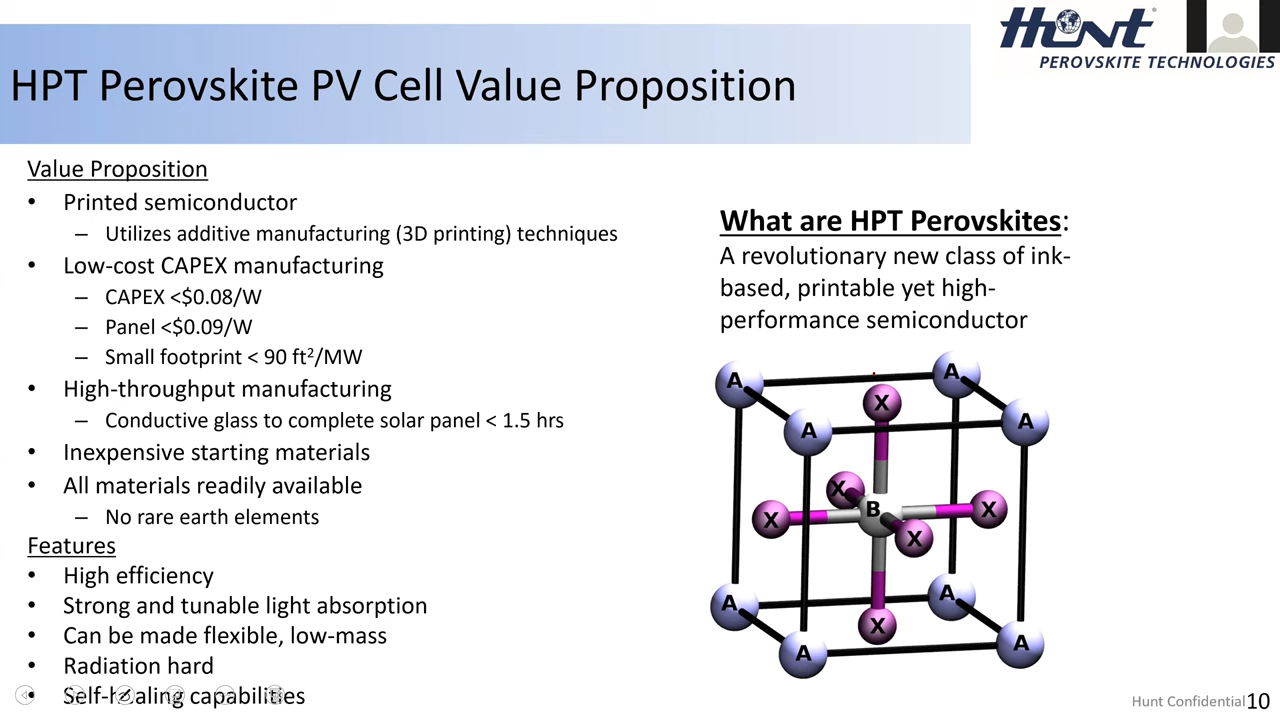 Hunt
PEROVSKITE TECHNOLOGIES
HPT Perovskite PV Cell Value Proposition
Value Proposition
• Printed semiconductor
– Utilizes additive manufacturing (3D printing) techniques
• Low-cost CAPEX manufacturing
– CAPEX <$0.08/W
– Panel <$0.09/W
– Small footprint < 90 ft²/MW
• High-throughput manufacturing
– Conductive glass to complete solar panel < 1.5 hrs
• Inexpensive starting materials
• All materials readily available
– No rare earth elements
Features
• High efficiency
• Strong and tunable light absorption
• Can be made flexible, low-mass
• Radiation hard
• Self-healing capabilities
What are HPT Perovskites:
A revolutionary new class of ink-
based, printable yet high-
performance semiconductor
A
A
X
A
A
X
B
X
X
X
A
A
X
A
A
Hunt Confidential 10